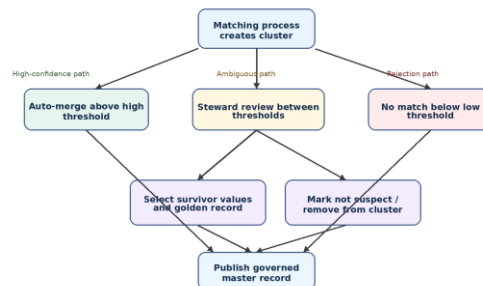 Matching process
creates cluster
High-confidence path
Ambiguous path
Rejection path
Auto-merge above high
threshold
Steward review between
thresholds
No match below low
threshold
Select survivor values
and golden record
Mark not suspect /
remove from cluster
Publish governed
master record